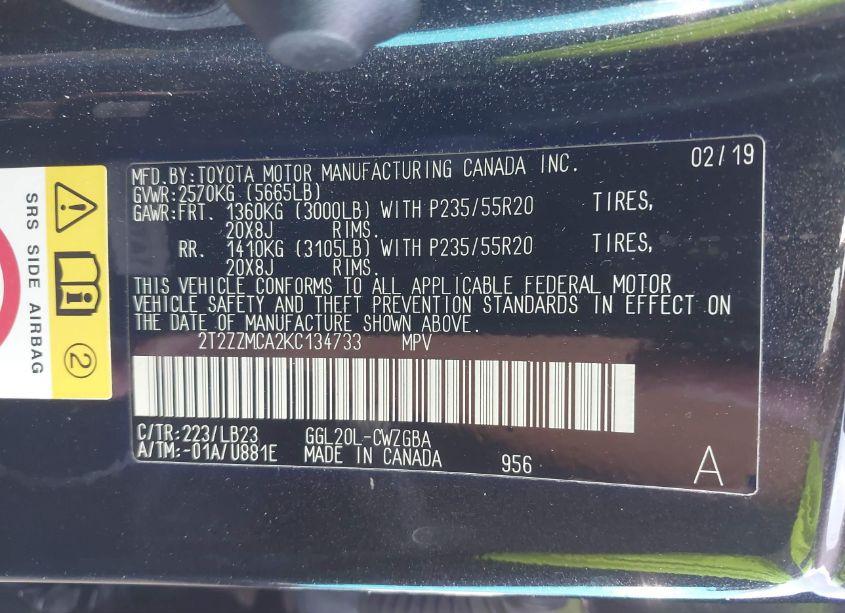 MFD.BY:TOYOTA MOTOR MANUFACTURING CANADA INC. 02/19
GVWR:2570KG (5665LB)
GAWR:FRT. 1360KG (3000LB) WITH P235/55R20 TIRES,
20X8J RIMS.
RR. 1410KG (3105LB) WITH P235/55R20 TIRES,
20X8J RIMS.
THIS VEHICLE CONFORMS TO ALL APPLICABLE FEDERAL MOTOR
VEHICLE SAFETY AND THEFT PREVENTION STANDARDS IN EFFECT ON
THE DATE OF MANUFACTURE SHOWN ABOVE.
2T2ZZMCA2KC134733 MPV
C/TR:223/LB23 GGL20L-CWZGBA
A/TM:-01A/U881E MADE IN CANADA 956 A
SRS SIDE AIRBAG
2